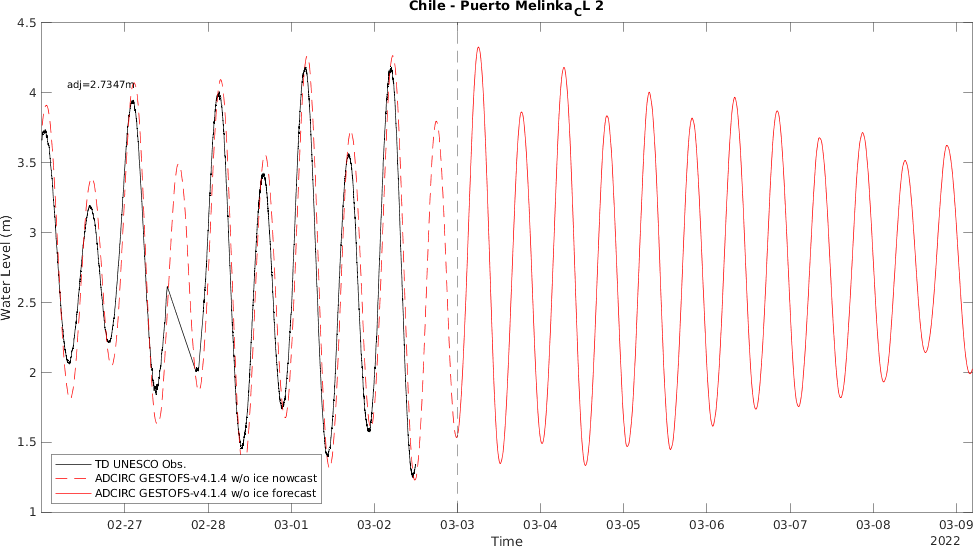 Chile - Puerto Melinka_CL 2
4.5
4
3.5
3
2.5
2
1.5
1
Water Level (m)
adj=2.7347m
TD UNESCO Obs.
ADCIRC GESTOFS-v4.1.4 w/o ice nowcast
ADCIRC GESTOFS-v4.1.4 w/o ice forecast
02-27 02-28 03-01 03-02 03-03 03-04 03-05 03-06 03-07 03-08 03-09
Time
2022